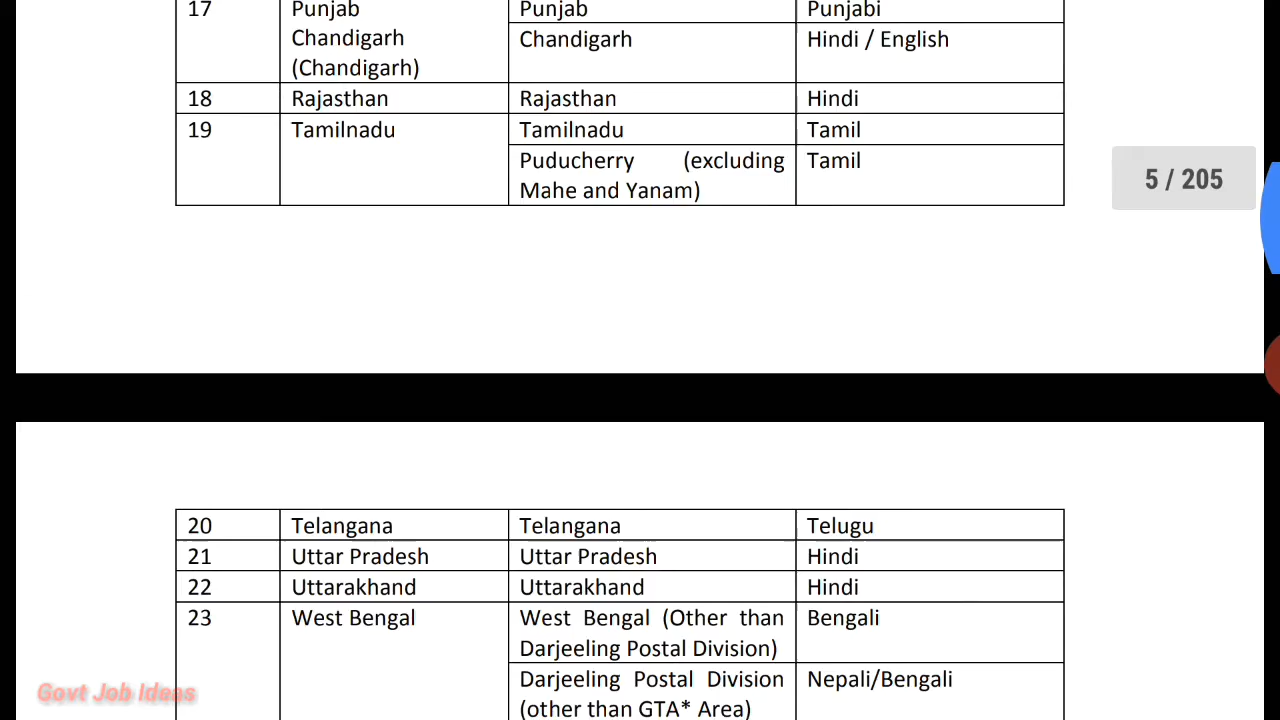 17 Punjab Punjab Punjabi
Chandigarh Chandigarh Hindi / English
(Chandigarh)
18 Rajasthan Rajasthan Hindi
19 Tamilnadu Tamilnadu Tamil
Puducherry (excluding Tamil
Mahe and Yanam)
5 / 205
20 Telangana Telangana Telugu
21 Uttar Pradesh Uttar Pradesh Hindi
22 Uttarakhand Uttarakhand Hindi
23 West Bengal West Bengal (Other than Bengali
Darjeeling Postal Division)
Darjeeling Postal Division Nepali/Bengali
(other than GTA* Area)
Govt Job Ideas